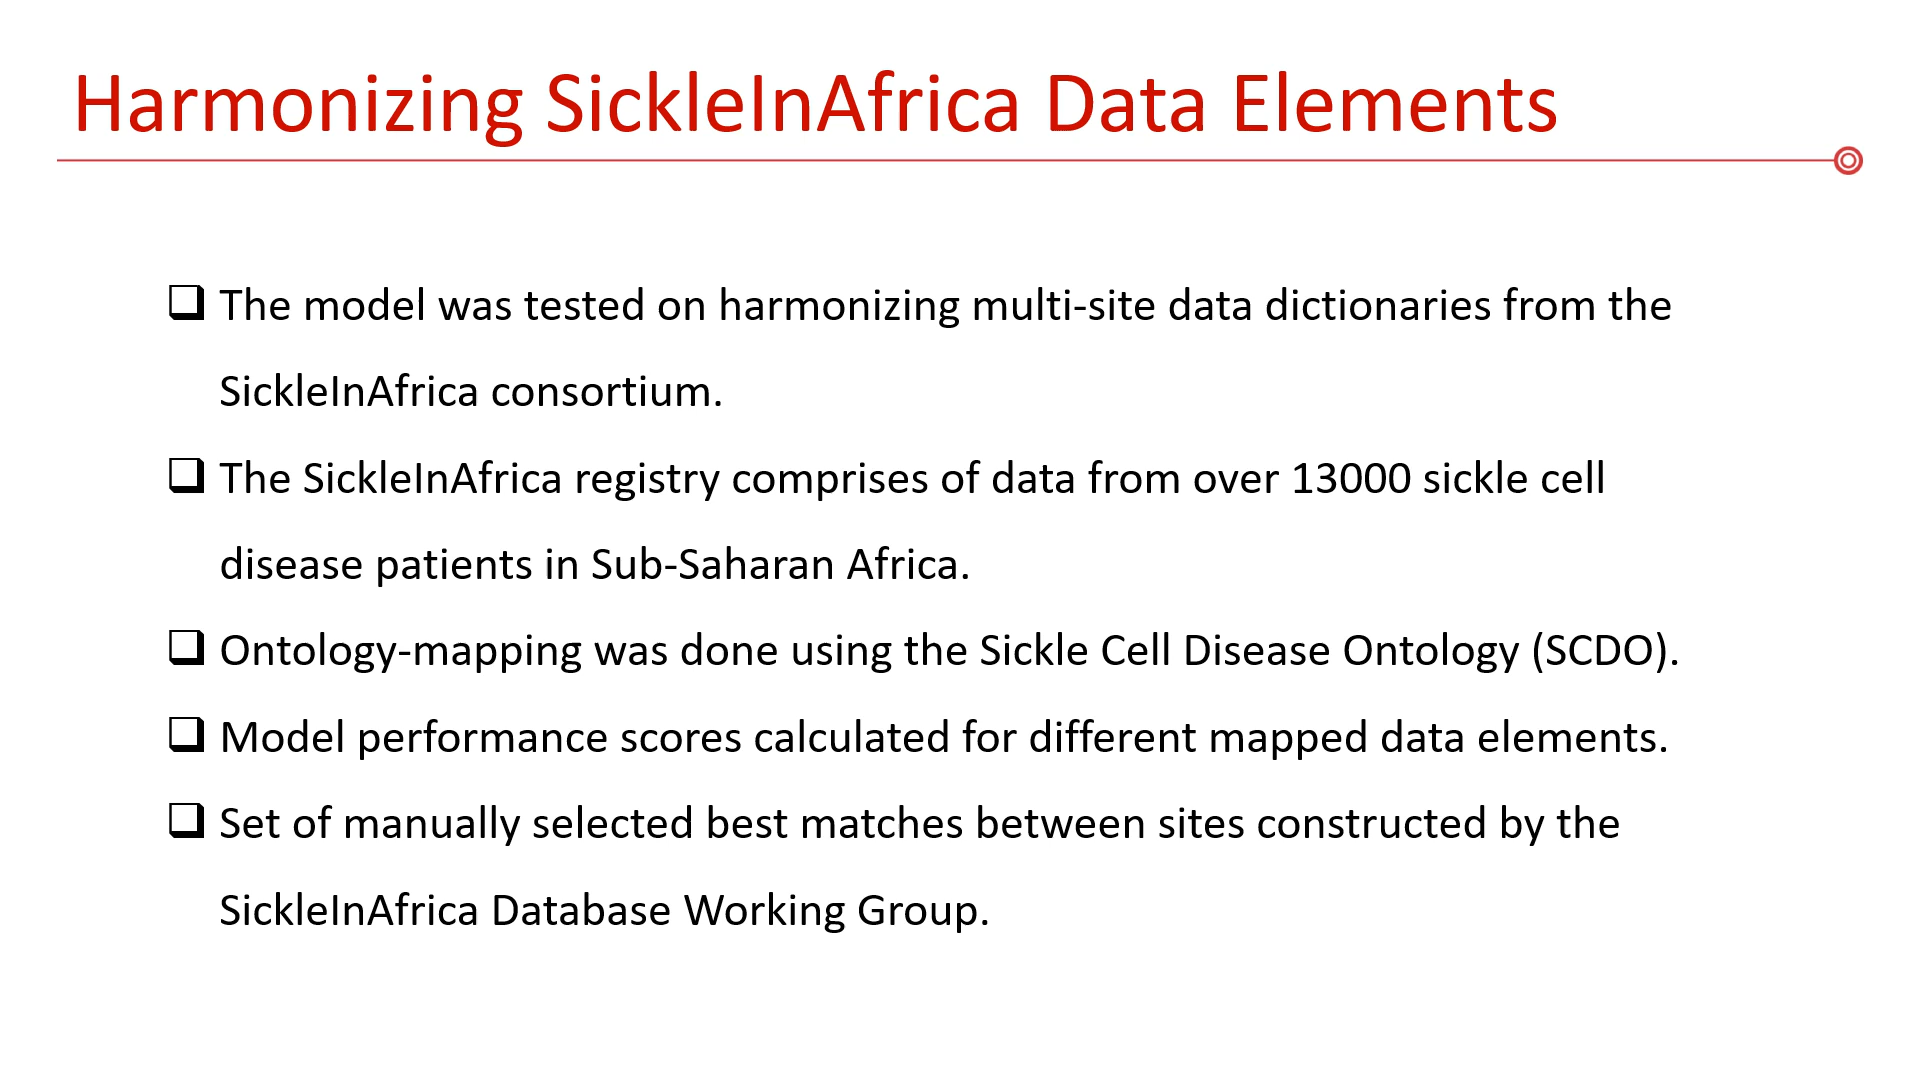 Harmonizing SickleInAfrica Data Elements
❑ The model was tested on harmonizing multi-site data dictionaries from the
SickleInAfrica consortium.
❑ The SickleInAfrica registry comprises of data from over 13000 sickle cell
disease patients in Sub-Saharan Africa.
❑ Ontology-mapping was done using the Sickle Cell Disease Ontology (SCDO).
❑ Model performance scores calculated for different mapped data elements.
❑ Set of manually selected best matches between sites constructed by the
SickleInAfrica Database Working Group.